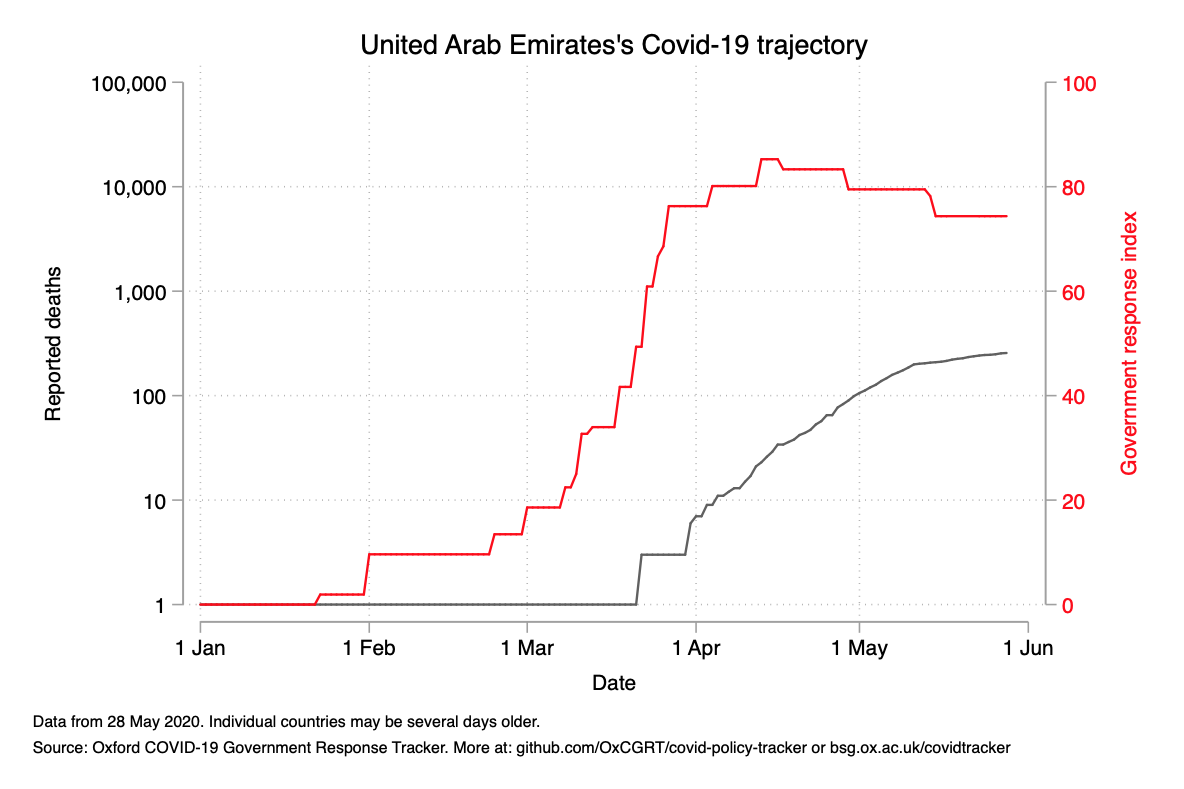 United Arab Emirates's Covid-19 trajectory
100,000
10,000
1,000
100
10
1
Reported deaths
100
80
60
40
20
0
Government response index
1 Jan
1 Feb
1 Mar
1 Apr
1 May
1 Jun
Date
Data from 28 May 2020. Individual countries may be several days older.
Source: Oxford COVID-19 Government Response Tracker. More at: github.com/OxCGRT/covid-policy-tracker or bsg.ox.ac.uk/covidtracker